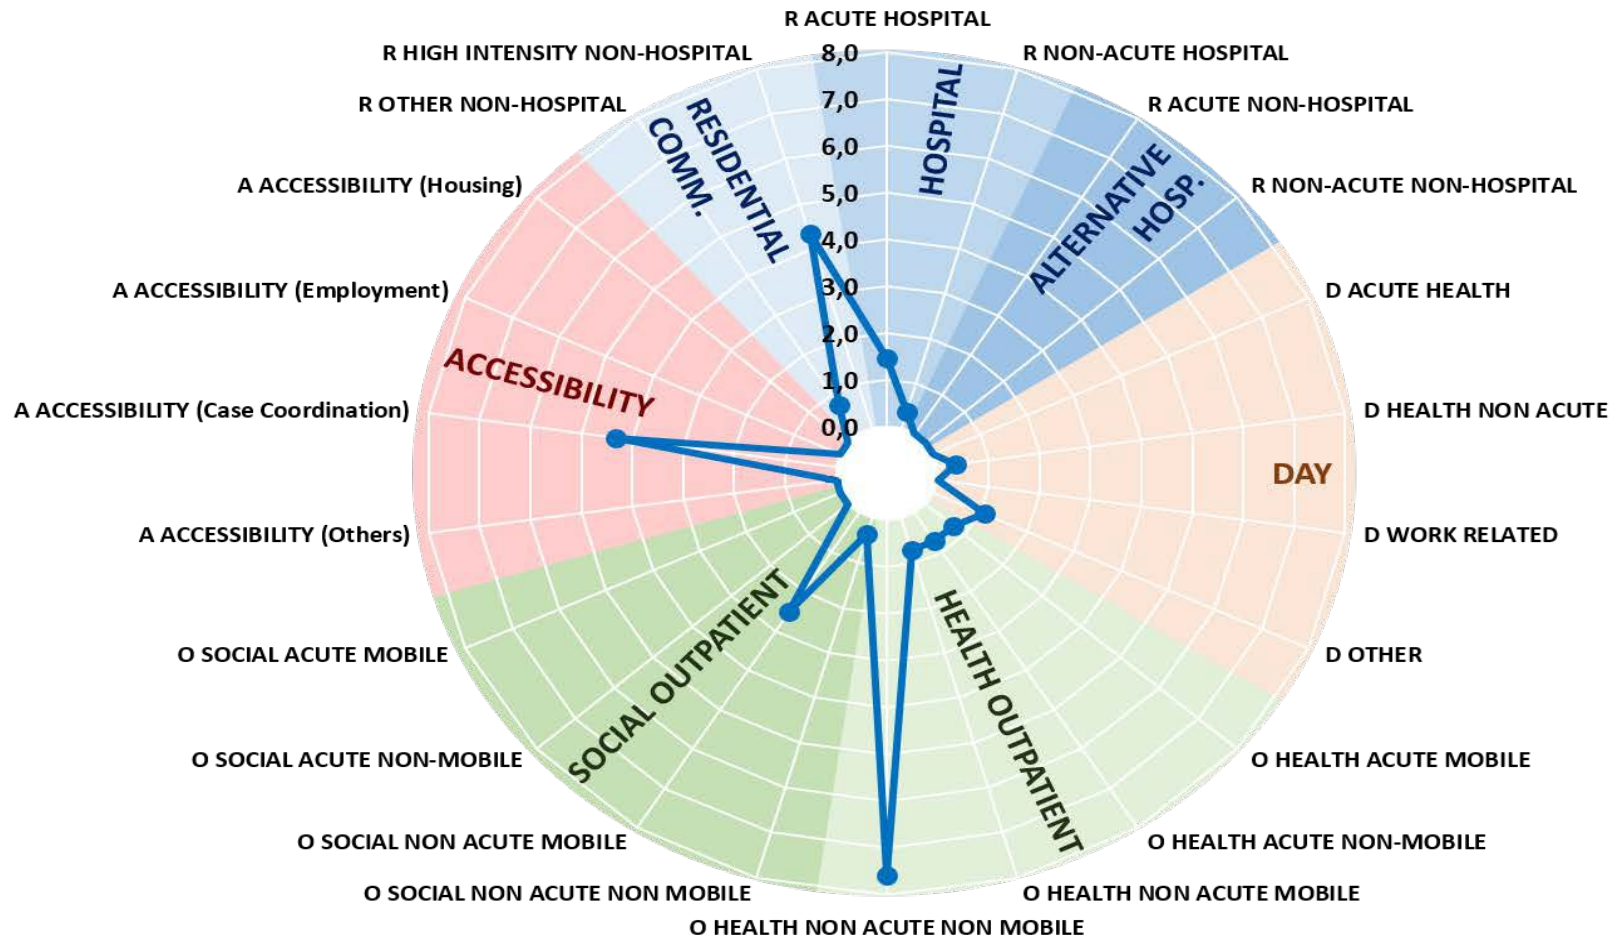 R ACUTE HOSPITAL
R HIGH INTENSITY NON-HOSPITAL
8,0
R NON-ACUTE HOSPITAL
R OTHER NON-HOSPITAL
7,0
R ACUTE NON-HOSPITAL
RESIDENTIAL
COMM.
HOSPITAL
ALTERNATIVE
HOSP.
6,0
A ACCESSIBILITY (Housing)
5,0
R NON-ACUTE NON-HOSPITAL
4,0
A ACCESSIBILITY (Employment)
3,0
D ACUTE HEALTH
2,0
ACCESSIBILITY
1,0
A ACCESSIBILITY (Case Coordination)
0,0
D HEALTH NON ACUTE
DAY
A ACCESSIBILITY (Others)
D WORK RELATED
SOCIAL OUTPATIENT
HEALTH OUTPATIENT
O SOCIAL ACUTE MOBILE
D OTHER
O SOCIAL ACUTE NON-MOBILE
O HEALTH ACUTE MOBILE
O SOCIAL NON ACUTE MOBILE
O HEALTH ACUTE NON-MOBILE
O SOCIAL NON ACUTE NON MOBILE
O HEALTH NON ACUTE MOBILE
O HEALTH NON ACUTE NON MOBILE